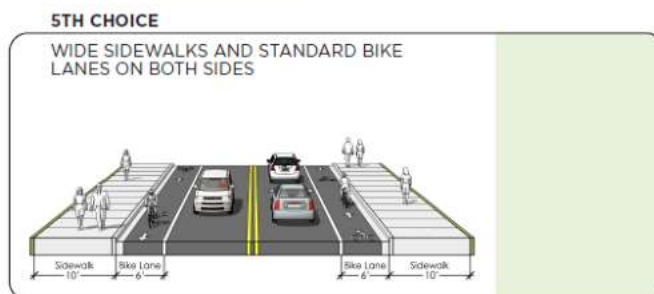 5TH CHOICE
WIDE SIDEWALKS AND STANDARD BIKE
LANES ON BOTH SIDES
Sidewalk
10'
Bike Lane
6'
Bike Lane
6'
Sidewalk
10'